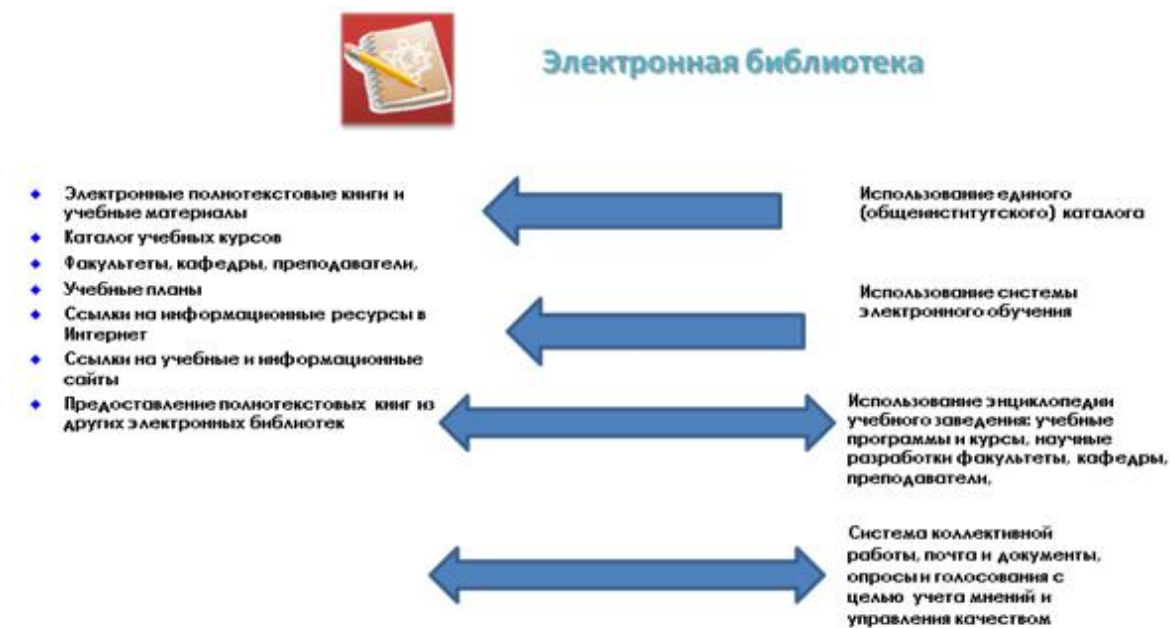 Электронная библиотека
Электронные полнотекстовые книги и
учебные материалы
Каталог учебных курсов
Факультеты, кафедры, преподаватели,
Учебные планы
Ссылки на информационные ресурсы в
Интернет
Ссылки на учебные и информационные
сайты
Предоставление полнотекстовых книг из
других электронных библиотек
Использование единого
(общеинститутского) каталога
Использование системы
электронного обучения
Использование энциклопедии
учебного заведения: учебные
программы и курсы, научные
разработки факультеты, кафедры,
преподаватели,
Система коллективной
работы, почта и документы,
опросы и голосования с
целью учета мнений и
управления качеством